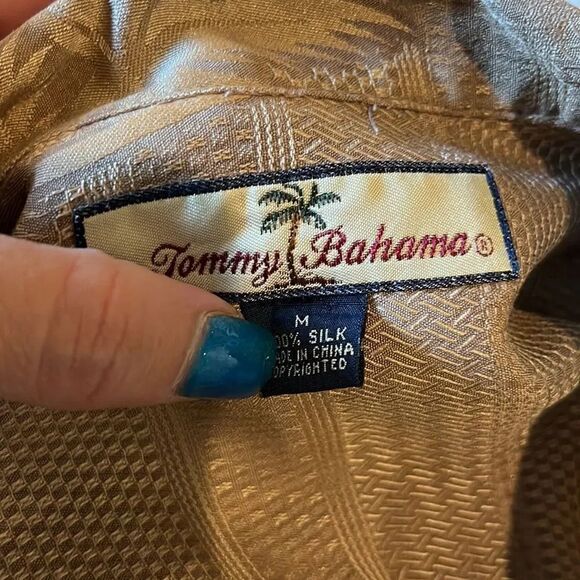 Tommy Bahama®
M
00% SILK
ADE IN CHINA
OPYRIGHTED